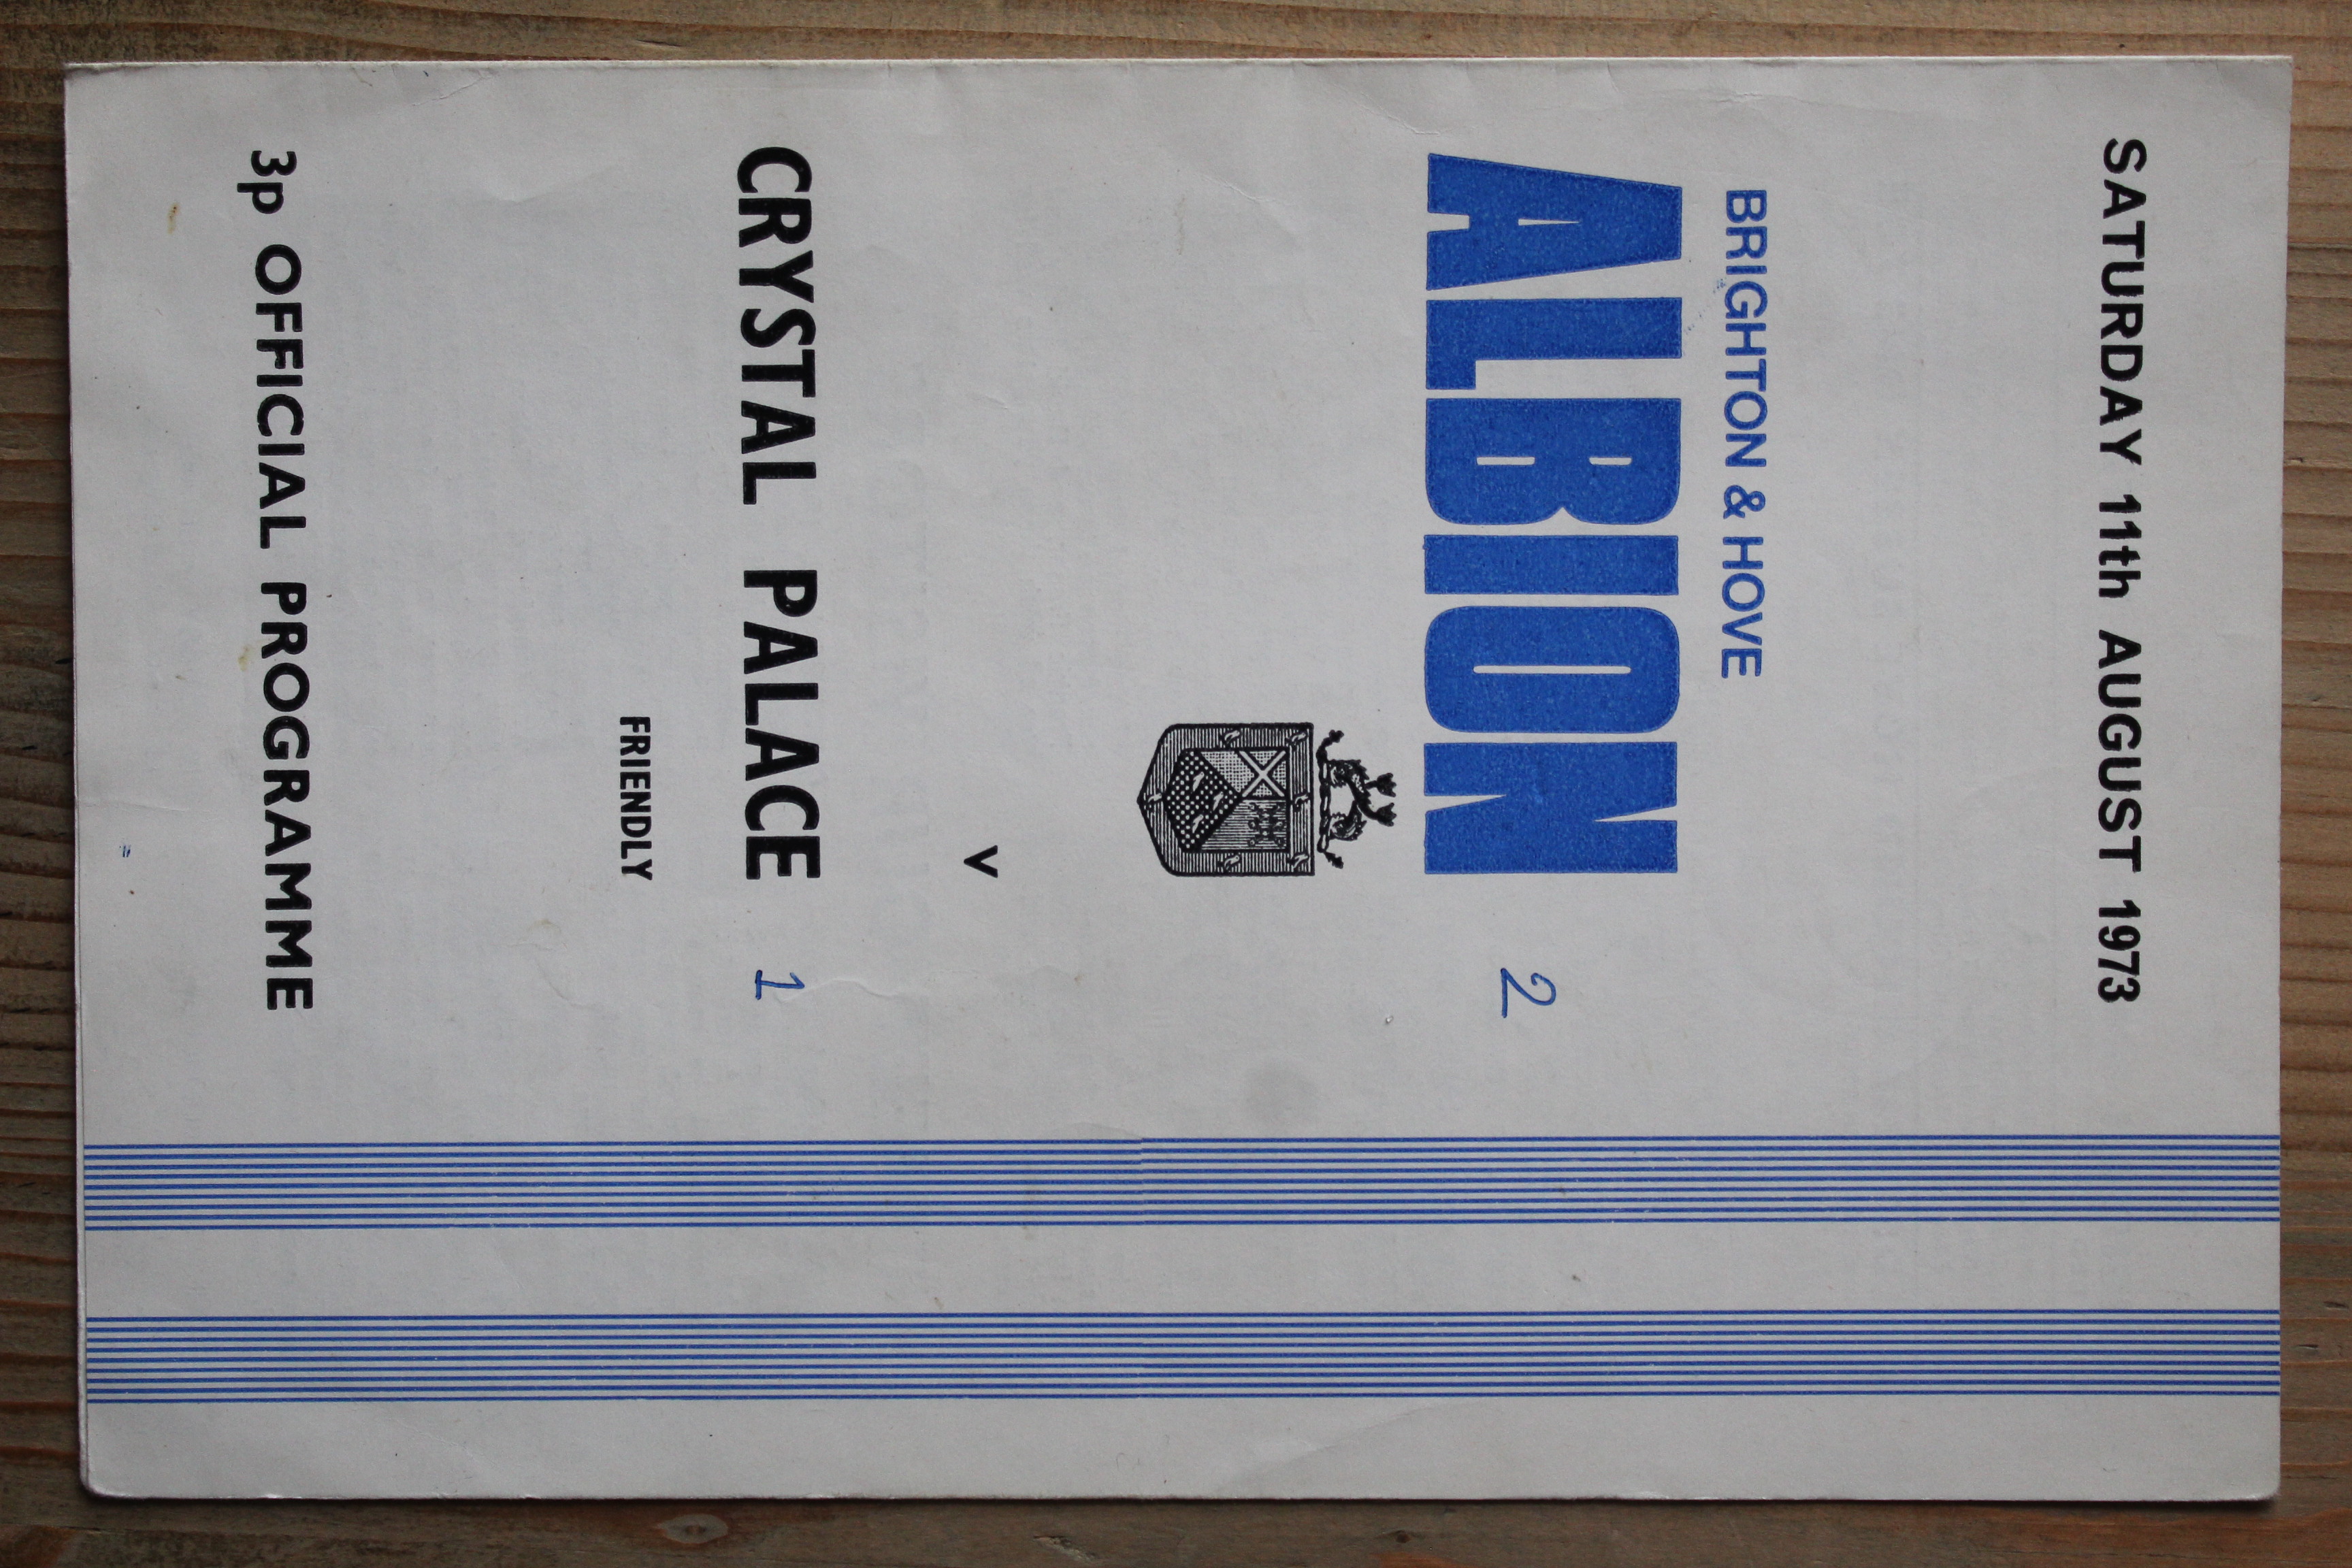 SATURDAY 11th AUGUST 1973
BRIGHTON & HOVE
ALBION 2
V
CRYSTAL PALACE 1
FRIENDLY
3p OFFICIAL PROGRAMME